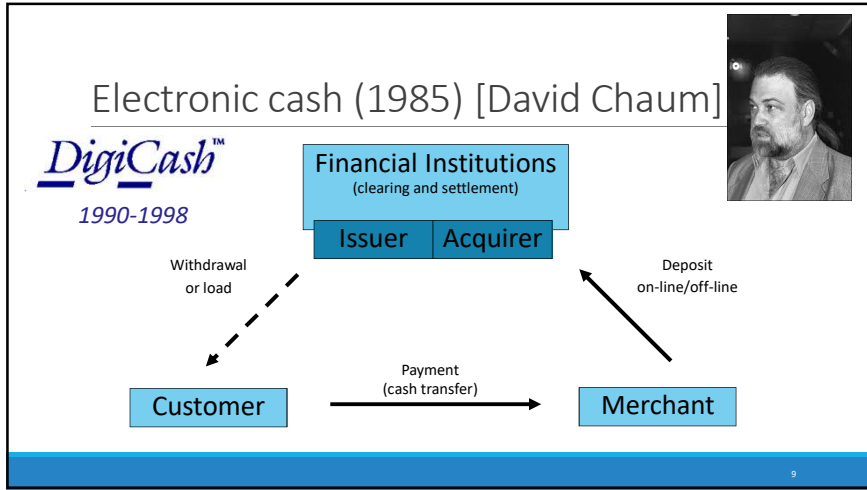 Electronic cash (1985) [David Chaum]
DigiCash™
1990-1998
Financial Institutions
(clearing and settlement)
Issuer Acquirer
Withdrawal
or load
Deposit
on-line/off-line
Payment
(cash transfer)
Customer
Merchant
9